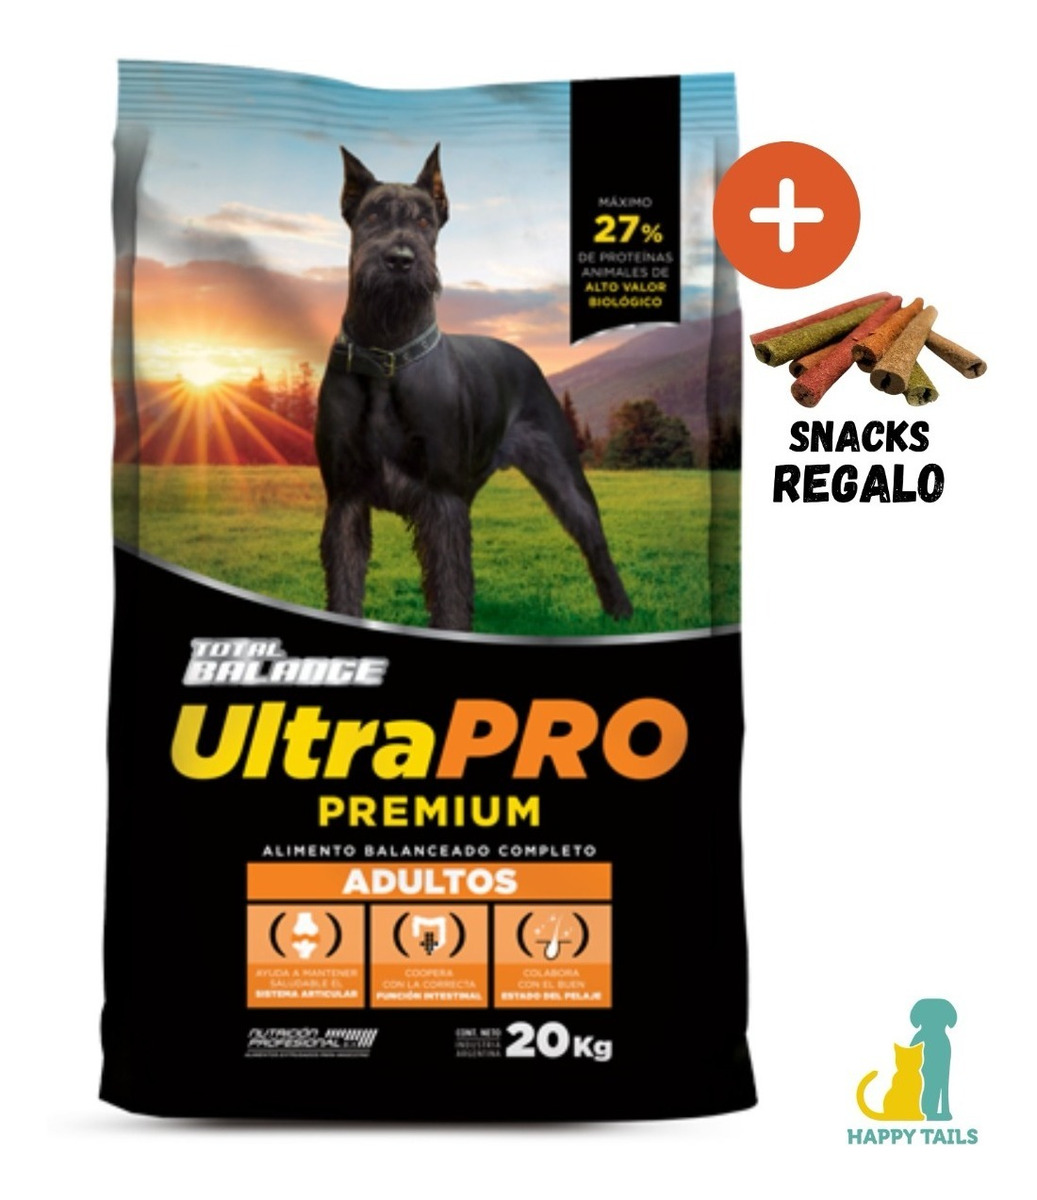 MÁXIMO
27%
DE PROTEÍNAS
ANIMALES DE
ALTO VALOR
BIOLÓGICO
SNACKS
REGALO
TOTAL
BALANCE
UltraPRO
PREMIUM
ALIMENTO BALANCEADO COMPLETO
ADULTOS
AYUDA A MANTENER
SALUDABLE EL
SISTEMA ARTICULAR
COOPERA
CON LA CORRECTA
FUNCIÓN INTESTINAL
COLABORA
CON EL BUEN
ESTADO DEL PELAJE
NUTRICIÓN
PROFESIONAL
CONT. NETO
INDUSTRIA
ARGENTINA
20Kg
HAPPY TAILS